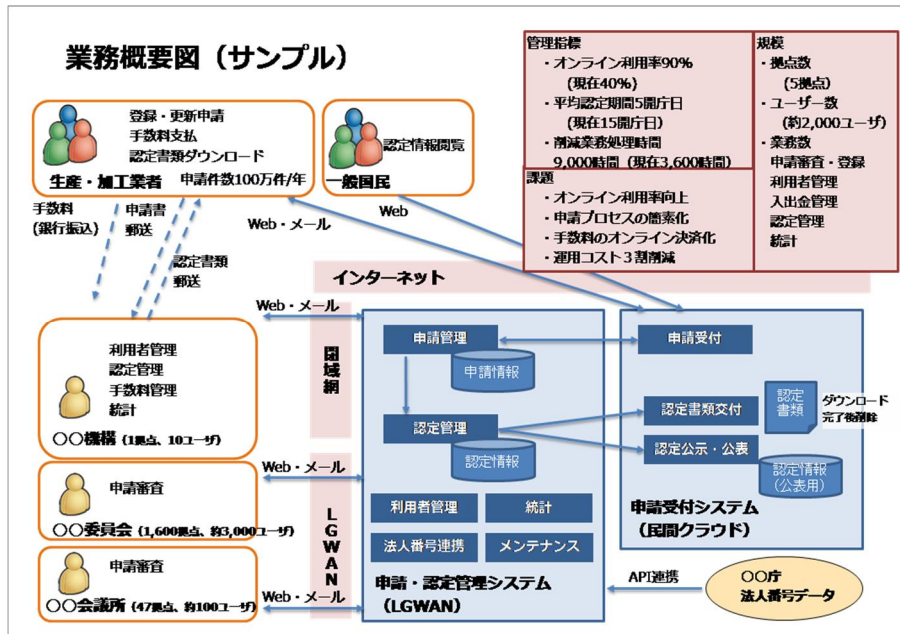 業務概要図（サンプル）
登録・更新申請
手数料支払
認定書類ダウンロード
生産・加工業者
申請件数100万件/年
認定情報閲覧
一般国民
管理指標
・オンライン利用率90%
(現在40%)
・平均認定期間5開庁日
(現在15開庁日)
・削減業務処理時間
9,000時間（現在3,600時間）
課題
・オンライン利用率向上
・申請プロセスの簡素化
・手数料のオンライン決済化
・運用コスト３割削減
規模
・拠点数
(5拠点)
・ユーザー数
(約2,000ユーザ)
・業務数
申請審査・登録
利用者管理
入出金管理
認定管理
統計
手数料
(銀行振込)
申請書
郵送
認定書類
郵送
Web・メール
Web
インターネット
Web・メール
利用者管理
認定管理
手数料管理
統計
〇〇機構（1拠点、10ユーザ）
閉域網
申請管理
申請情報
認定管理
認定情報
利用者管理
統計
法人番号連携
メンテナンス
申請・認定管理システム
（LGWAN）
申請受付
認定書類交付
認定
書類
ダウンロード
完了後削除
認定公示・公表
認定情報
（公表用）
申請受付システム
（民間クラウド）
Web・メール
申請審査
〇〇委員会（1,600拠点、約3,000ユーザ）
LGWAN
申請審査
〇〇会議所（47拠点、約100ユーザ）
Web・メール
API連携
〇〇庁
法人番号データ